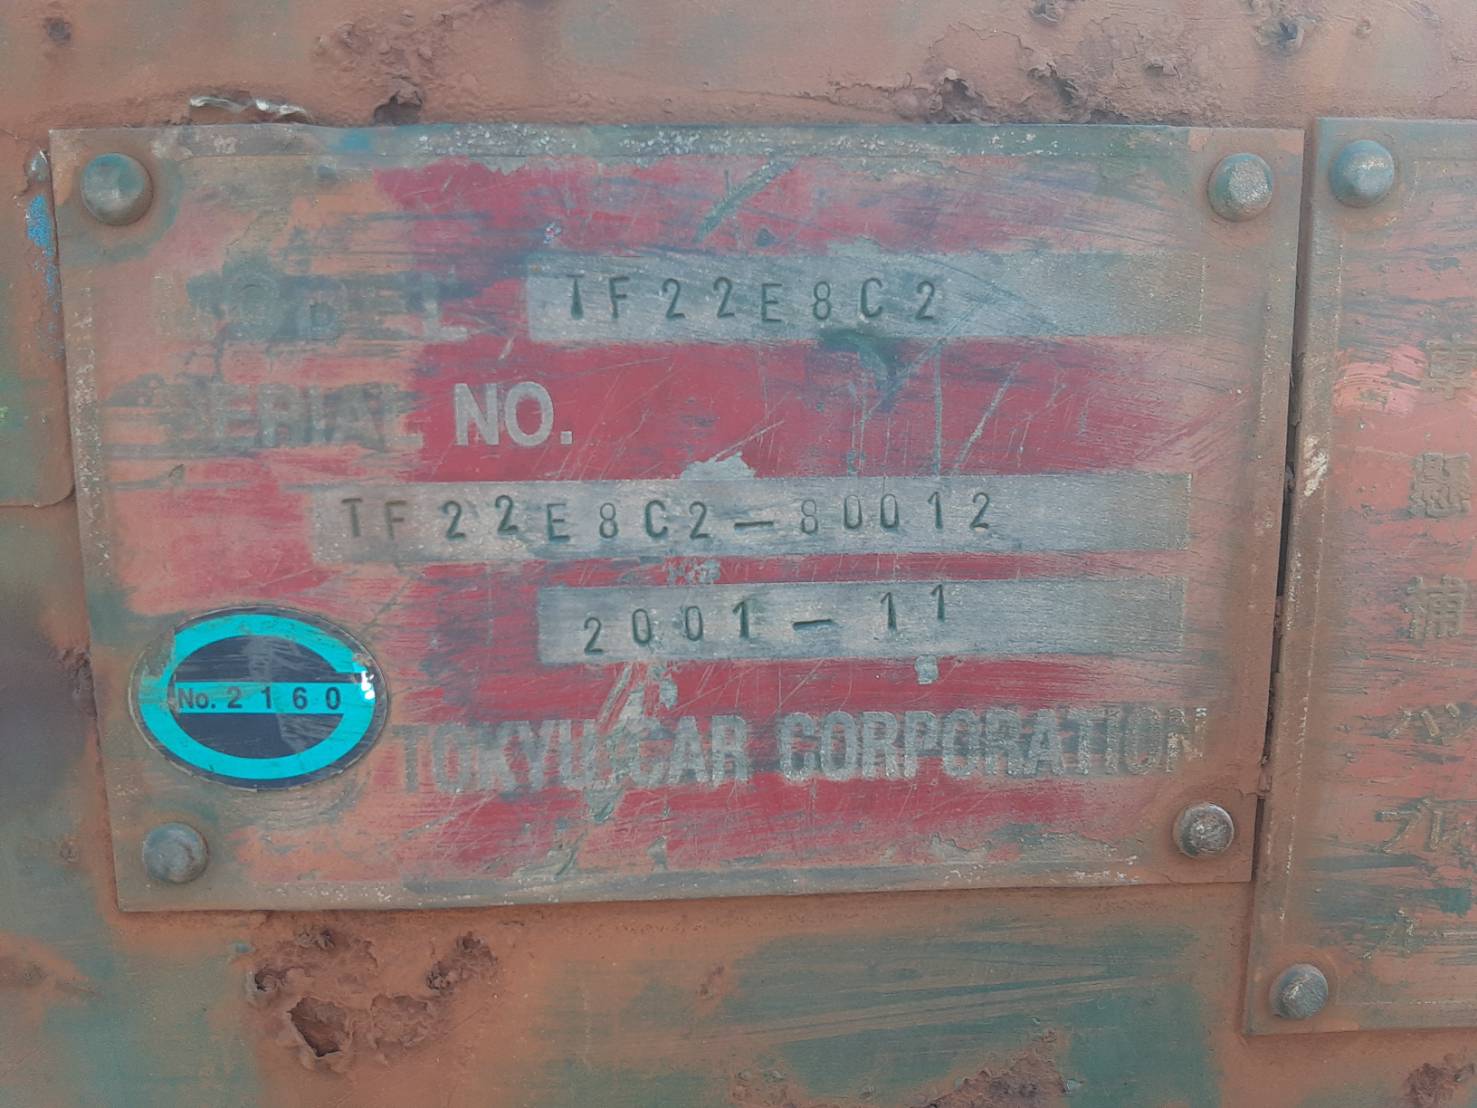 MODEL TF22E8C2
SERIAL NO.
TF22E8C2-80012
2001-11
No. 2160
TOKYU CAR CORPORATION